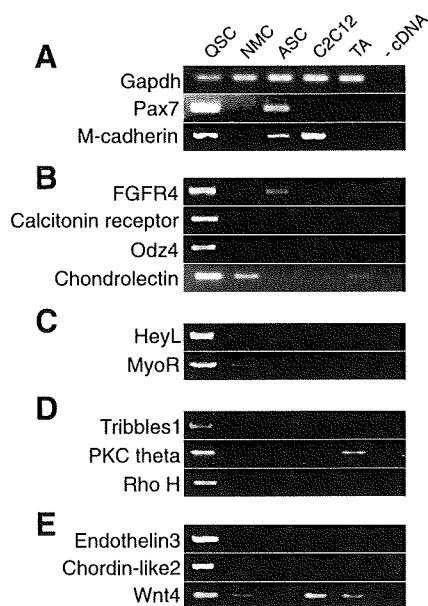 QSC NMC ASC C2C12 TA - cDNA
A
Gapdh
Pax7
M-cadherin
B
FGFR4
Calcitonin receptor
Odz4
Chondrolectin
C
HeyL
MyoR
D
Tribbles1
PKC theta
Rho H
E
Endothelin3
Chordin-like2
Wnt4